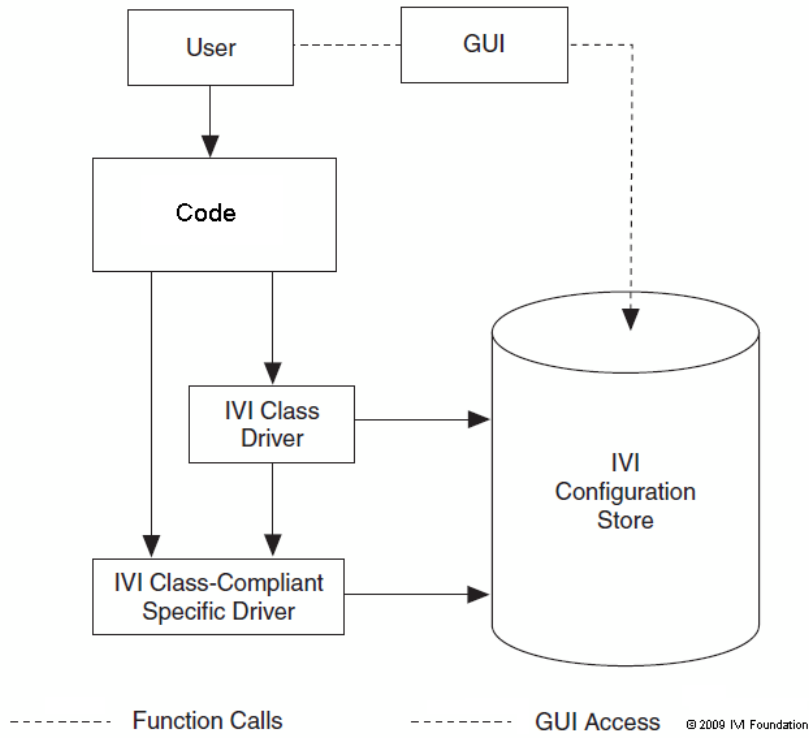 User
GUI
Code
IVI Class
Driver
IVI
Configuration
Store
IVI Class-Compliant
Specific Driver
Function Calls
GUI Access
© 2009 IVI Foundation